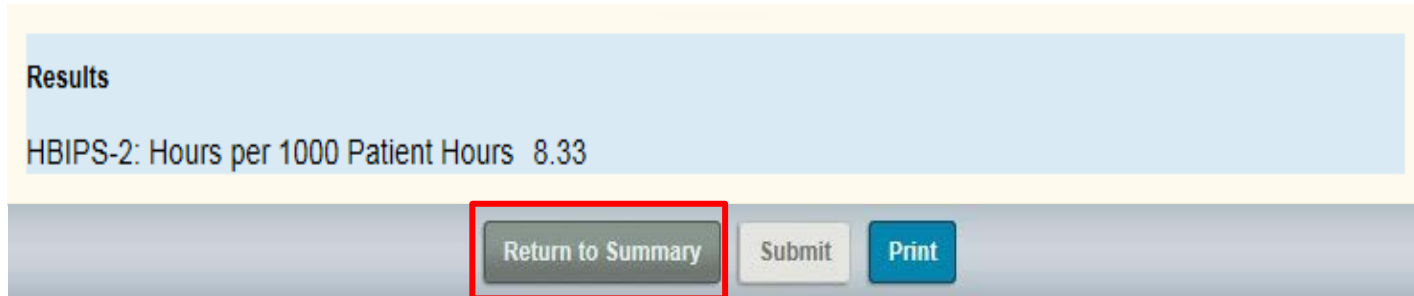 Results
HBIPS-2: Hours per 1000 Patient Hours 8.33
Return to Summary Submit Print